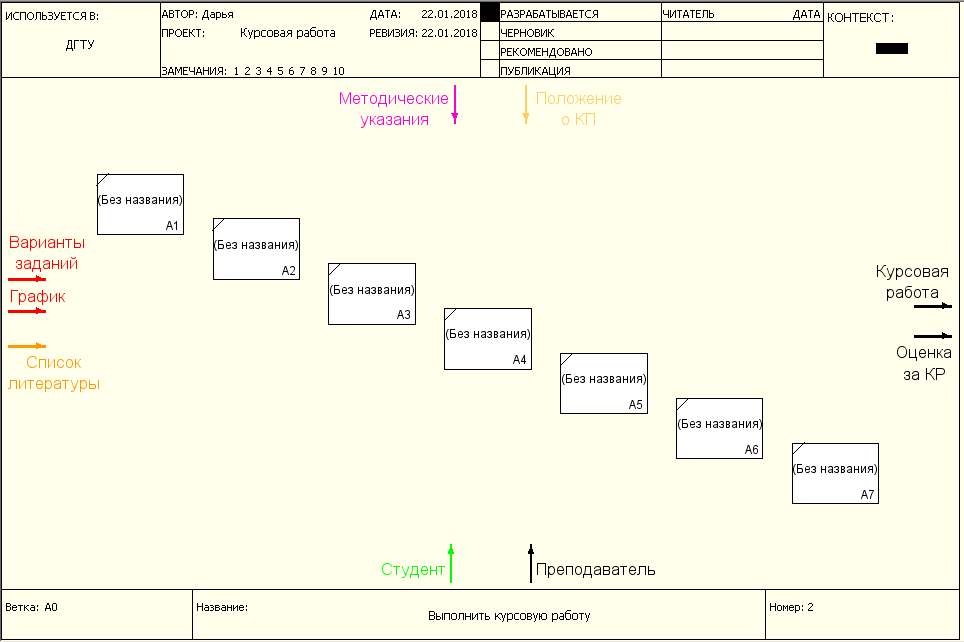 ИСПОЛЬЗУЕТСЯ В:
ДГТУ
АВТОР: Дарья
ДАТА: 22.01.2018
ПРОЕКТ: Курсовая работа
РЕВИЗИЯ: 22.01.2018
ЗАМЕЧАНИЯ: 1 2 3 4 5 6 7 8 9 10
РАЗРАБАТЫВАЕТСЯ
ЧЕРНОВИК
РЕКОМЕНДОВАНО
ПУБЛИКАЦИЯ
ЧИТАТЕЛЬ ДАТА
КОНТЕКСТ:
Методические
указания
Положение
о КП
(Без названия)
A1
(Без названия)
A2
(Без названия)
A3
(Без названия)
A4
(Без названия)
A5
(Без названия)
A6
(Без названия)
A7
Варианты
заданий
График
Список
литературы
Курсовая
работа
Оценка
за КР
Студент
Преподаватель
Ветка: A0
Название:
Выполнить курсовую работу
Номер: 2